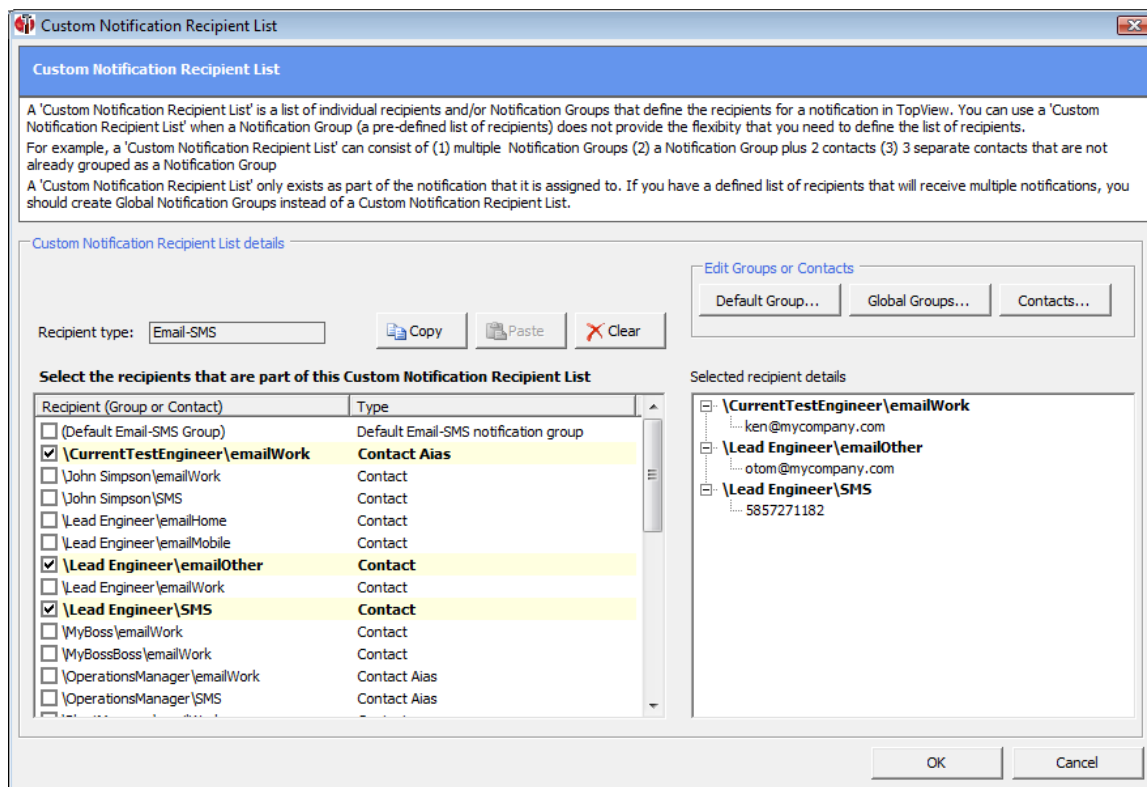 Custom Notification Recipient List
Custom Notification Recipient List
A 'Custom Notification Recipient List' is a list of individual recipients and/or Notification Groups that define the recipients for a notification in TopView. You can use a 'Custom
Notification Recipient List' when a Notification Group (a pre-defined list of recipients) does not provide the flexibity that you need to define the list of recipients.
For example, a 'Custom Notification Recipient List' can consist of (1) multiple Notification Groups (2) a Notification Group plus 2 contacts (3) 3 separate contacts that are not
already grouped as a Notification Group
A 'Custom Notification Recipient List' only exists as part of the notification that it is assigned to. If you have a defined list of recipients that will receive multiple notifications, you
should create Global Notification Groups instead of a Custom Notification Recipient List.
Custom Notification Recipient List details
Edit Groups or Contacts
Default Group... Global Groups... Contacts...
Recipient type: Email-SMS Copy Paste Clear
Select the recipients that are part of this Custom Notification Recipient List
Recipient (Group or Contact) Type
(Default Email-SMS Group) Default Email-SMS notification group
\CurrentTestEngineer\emailWork Contact Aias
\John Simpson\emailWork Contact
\John Simpson\SMS Contact
\Lead Engineer\emailHome Contact
\Lead Engineer\emailMobile Contact
\Lead Engineer\emailOther Contact
\Lead Engineer\emailWork Contact
\Lead Engineer\SMS Contact
\MyBoss\emailWork Contact
\MyBossBoss\emailWork Contact
\OperationsManager\emailWork Contact Aias
\OperationsManager\SMS Contact Aias
Selected recipient details
\CurrentTestEngineer\emailWork
ken@mycompany.com
\Lead Engineer\emailOther
otom@mycompany.com
\Lead Engineer\SMS
5857271182
OK Cancel